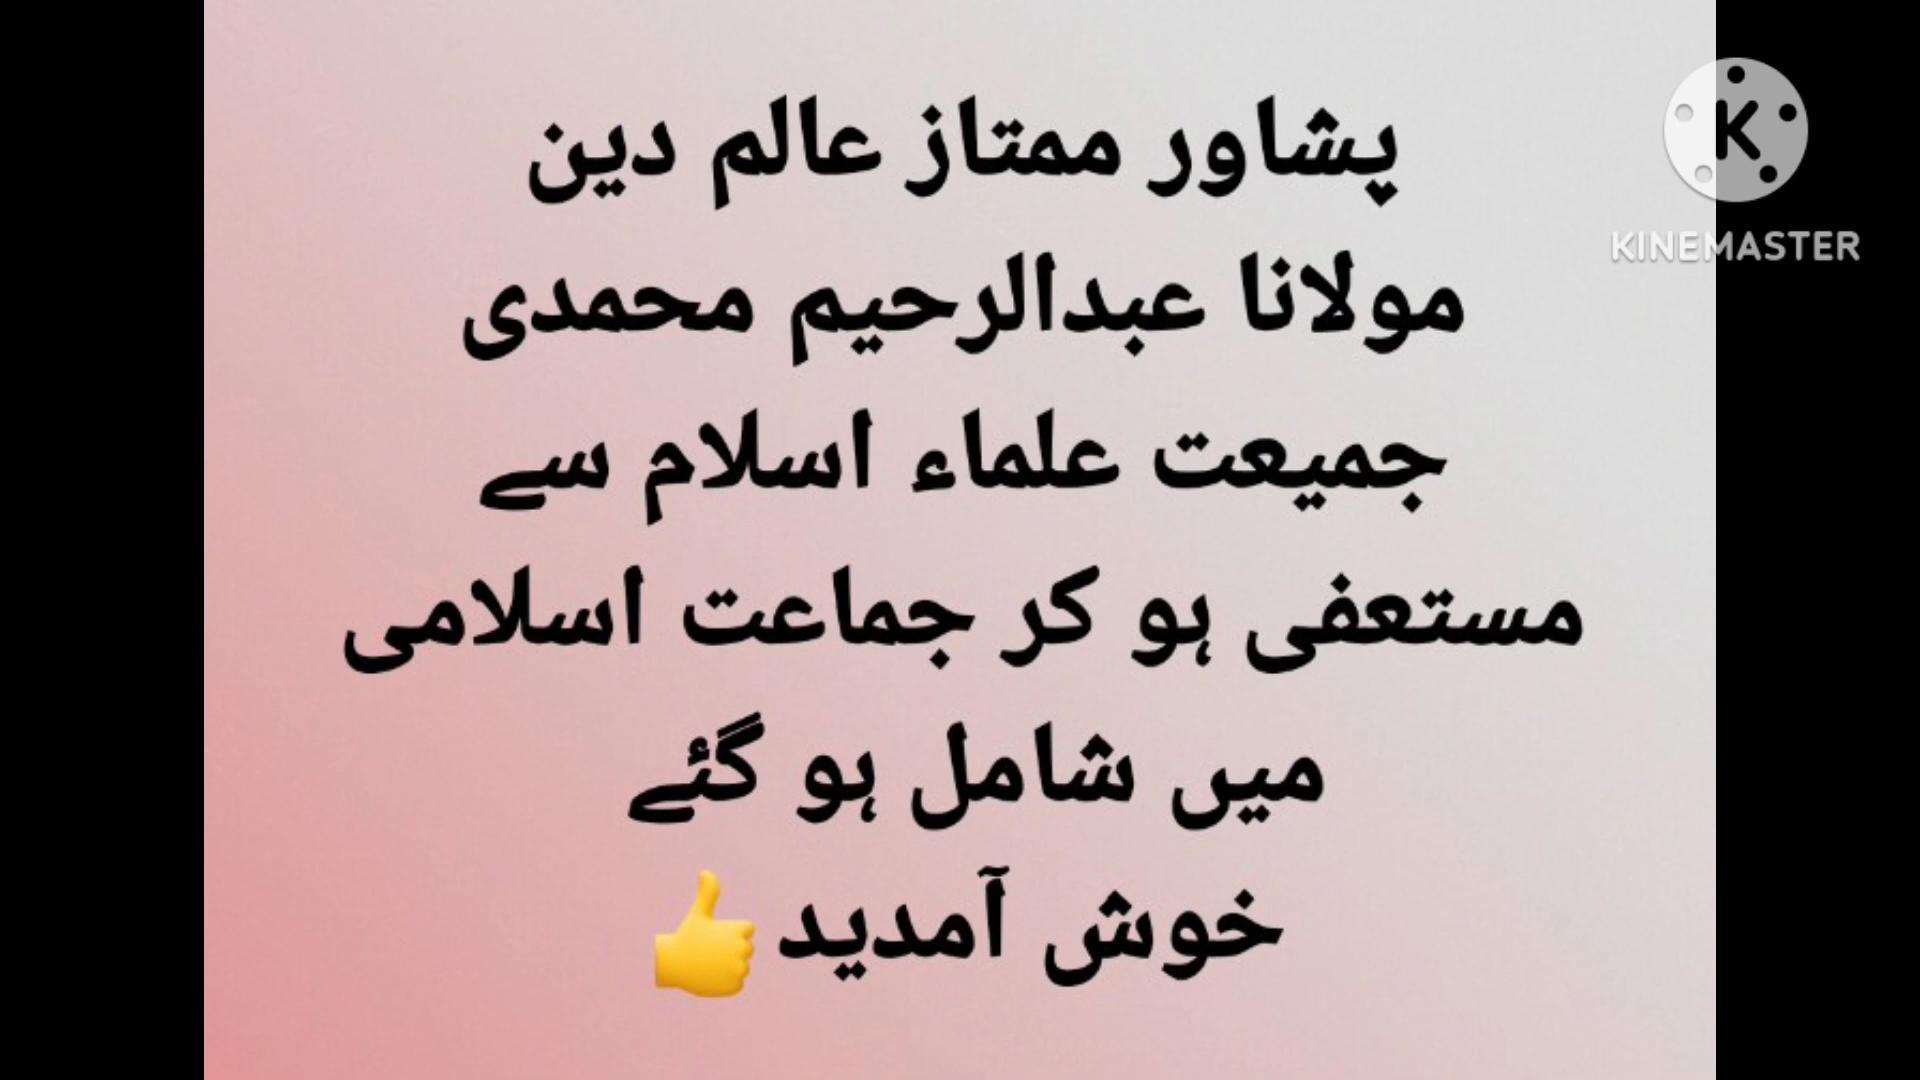 پشاور ممتاز عالم دین
مولانا عبدالرحیم محمدی
جمیعت علماء اسلام سے
مستعفی ہو کر جماعت اسلامی
میں شامل ہو گئے
خوش آمدید👍
K
KINEMASTER